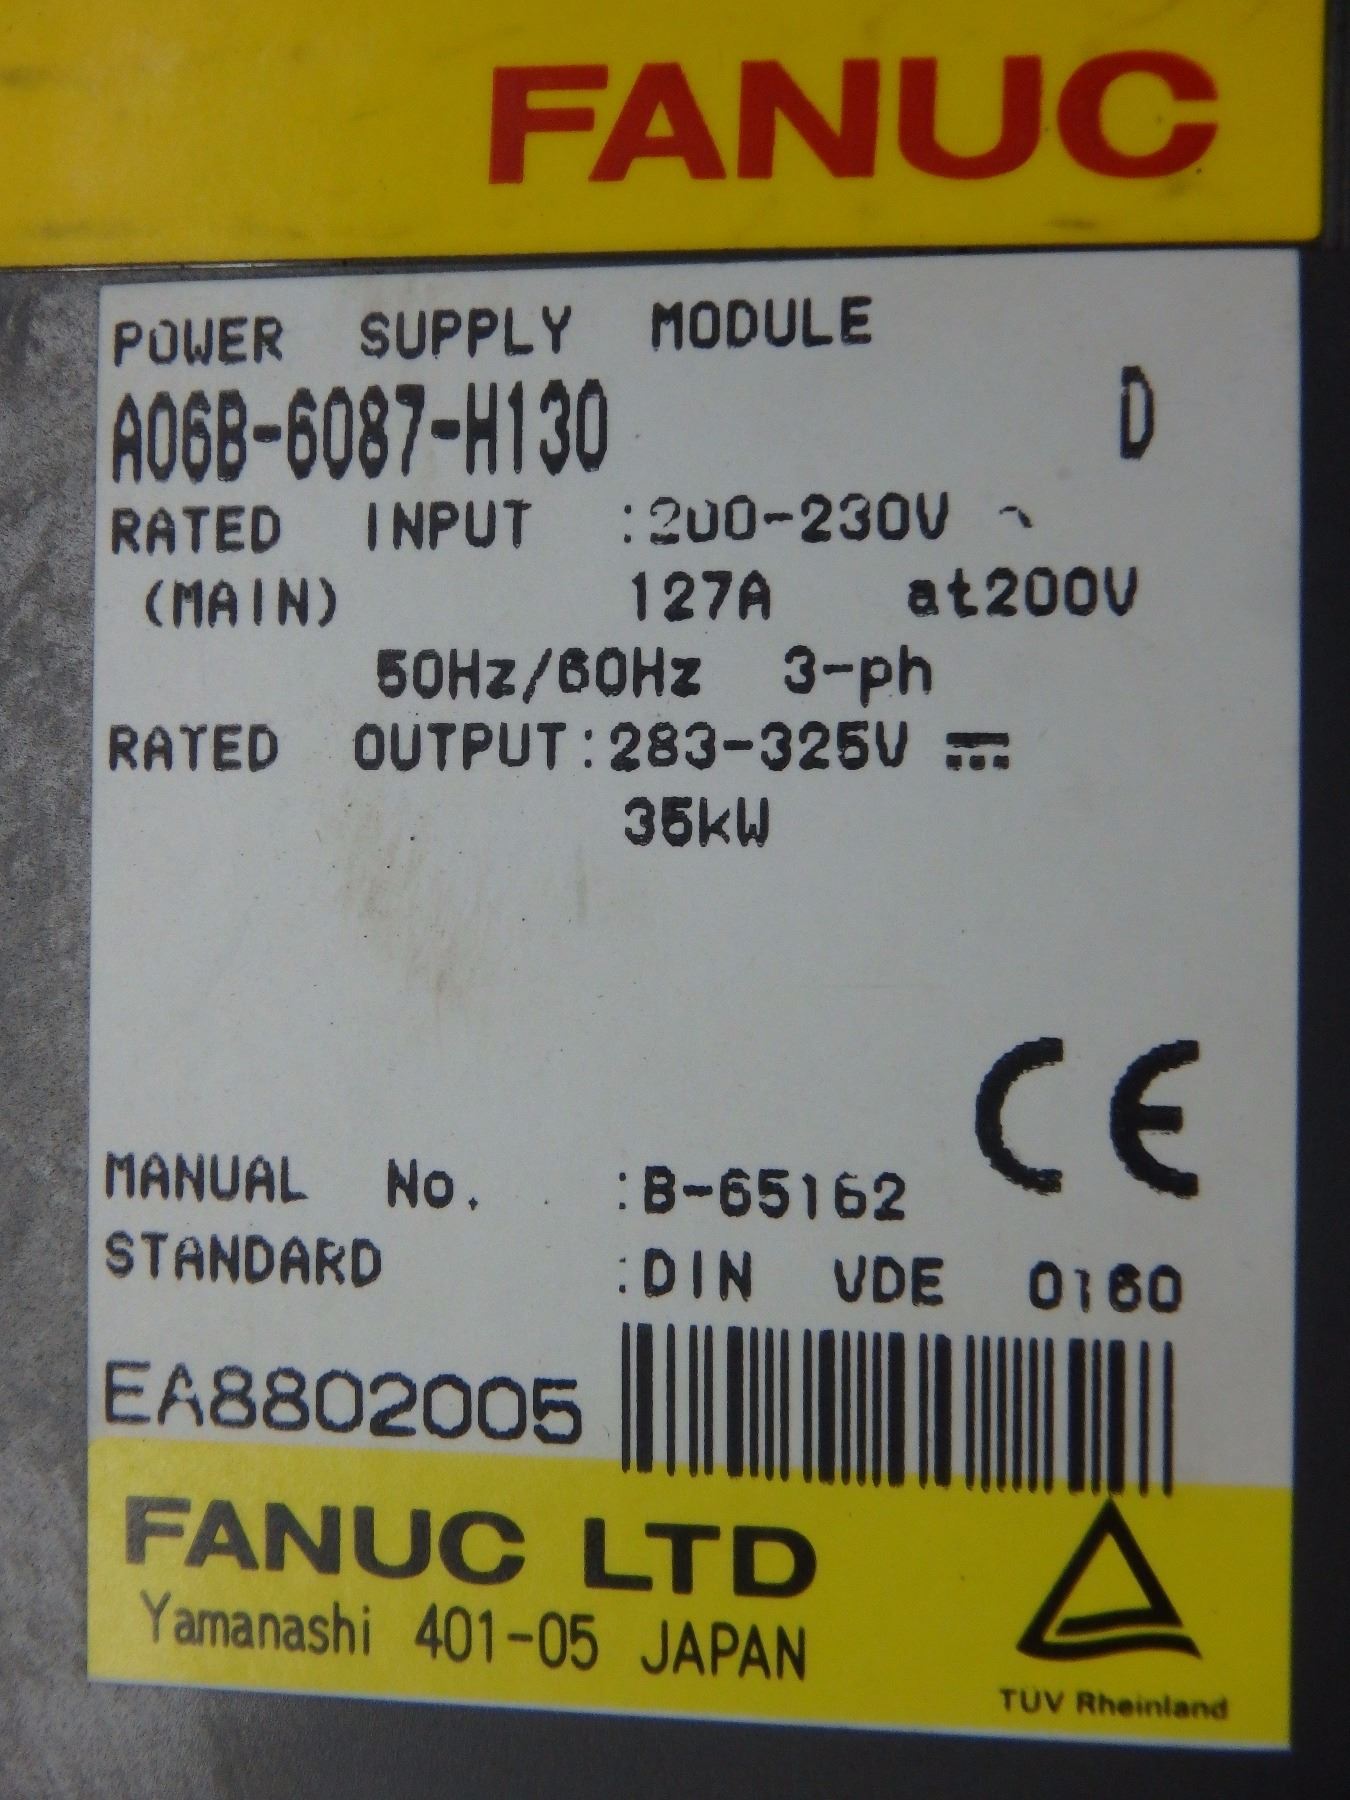 FANUC
POWER SUPPLY MODULE
A06B-6087-H130 D
RATED INPUT :200-230V ~
(MAIN) 127A at200V
50Hz/60Hz 3-ph
RATED OUTPUT:283-325V ⎓
35kW
CE
MANUAL No. :B-65162
STANDARD :DIN VDE 0160
EA8802005
FANUC LTD
Yamanashi 401-05 JAPAN
TÜV Rheinland